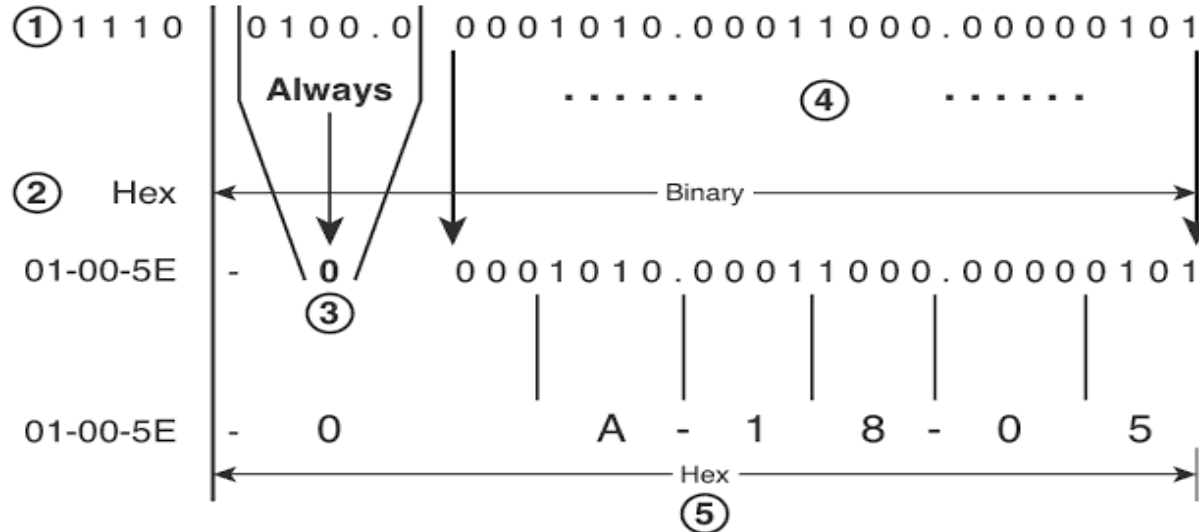 ① 1 1 1 0 0 1 0 0 . 0 0 0 0 1 0 1 0 . 0 0 0 1 1 0 0 0 . 0 0 0 0 0 1 0 1
Always ...... ④ ......
② Hex Binary
01-00-5E - 0 0 0 0 1 0 1 0 . 0 0 0 1 1 0 0 0 . 0 0 0 0 0 1 0 1
③
01-00-5E - 0 A - 1 8 - 0 5
Hex
⑤